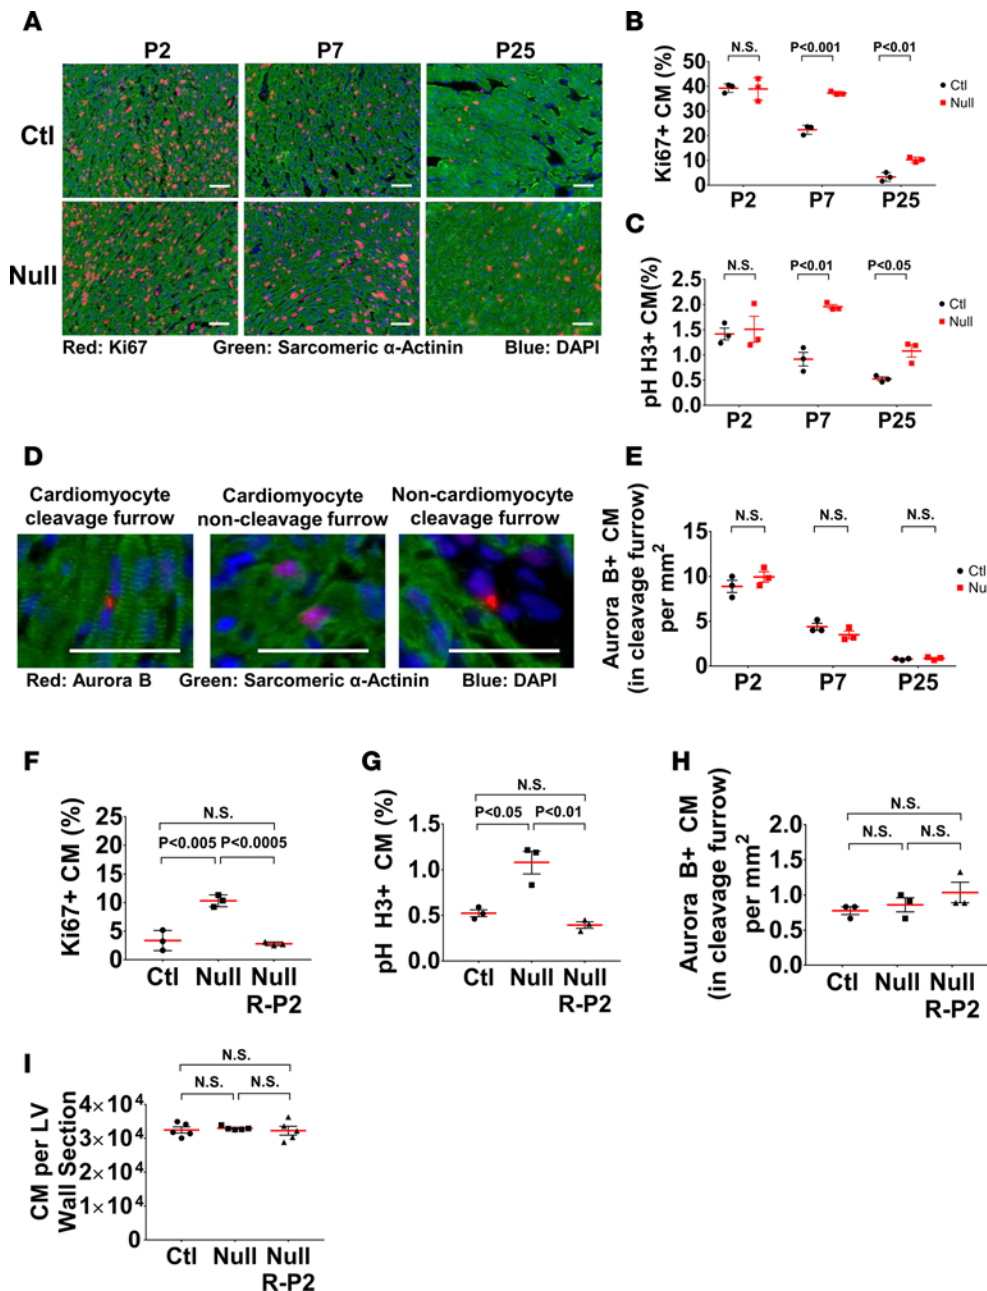 A
P2 P7 P25
Ctl
Null
Red: Ki67 Green: Sarcomeric α-Actinin Blue: DAPI
B
Ki67+ CM (%)
N.S. P<0.001 P<0.01
50
40
30
20
10
0
P2 P7 P25
Ctl
Null
C
pH H3+ CM(%)
N.S. P<0.01 P<0.05
2.5
2.0
1.5
1.0
0.5
0.0
P2 P7 P25
Ctl
Null
D
Cardiomyocyte
cleavage furrow
Cardiomyocyte
non-cleavage furrow
Non-cardiomyocyte
cleavage furrow
Red: Aurora B Green: Sarcomeric α-Actinin Blue: DAPI
E
Aurora B+ CM
(in cleavage furrow)
per mm²
N.S. N.S. N.S.
15
10
5
0
P2 P7 P25
Ctl
Nu
F
Ki67+ CM (%)
N.S.
P<0.005 P<0.0005
25
20
15
10
5
0
Ctl Null Null
R-P2
G
pH H3+ CM (%)
N.S.
P<0.05 P<0.01
1.5
1.0
0.5
0.0
Ctl Null Null
R-P2
H
Aurora B+ CM
(in cleavage furrow)
per mm²
N.S.
N.S. N.S.
2.0
1.5
1.0
0.5
0.0
Ctl Null Null
R-P2
I
CM per LV
Wall Section
N.S.
N.S. N.S.
4×10⁴
3×10⁴
2×10⁴
1×10⁴
0
Ctl Null Null
R-P2